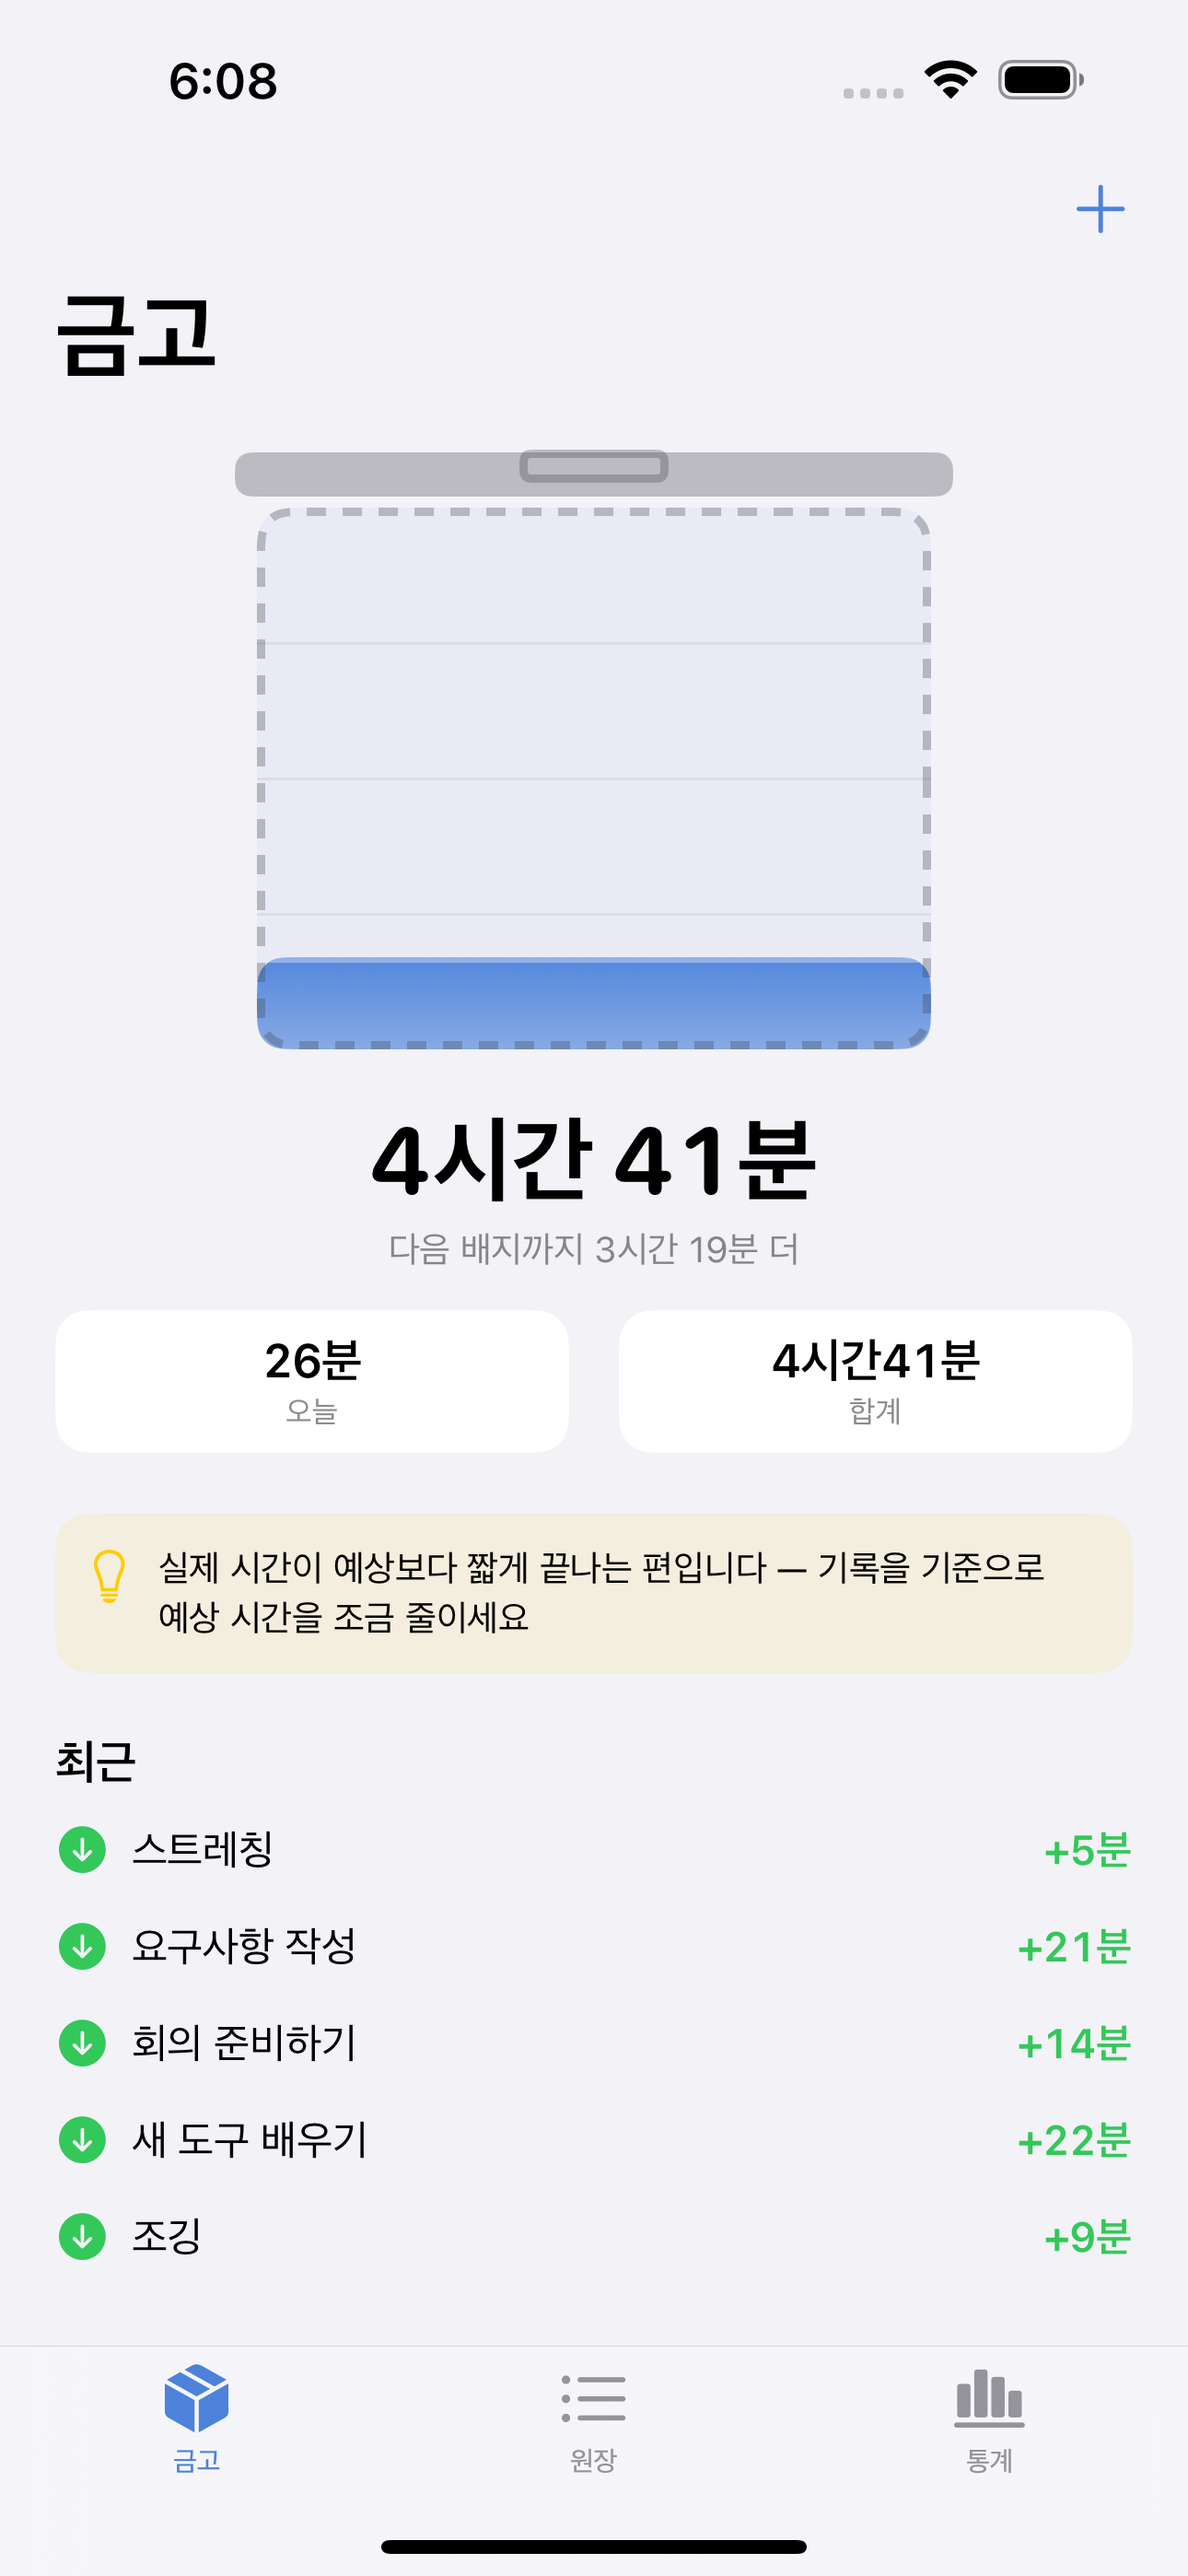 6:08
금고
4시간 41분
다음 배지까지 3시간 19분 더
26분
오늘
4시간41분
합계
실제 시간이 예상보다 짧게 끝나는 편입니다 — 기록을 기준으로
예상 시간을 조금 줄이세요
최근
스트레칭 +5분
요구사항 작성 +21분
회의 준비하기 +14분
새 도구 배우기 +22분
조깅 +9분
금고 원장 통계